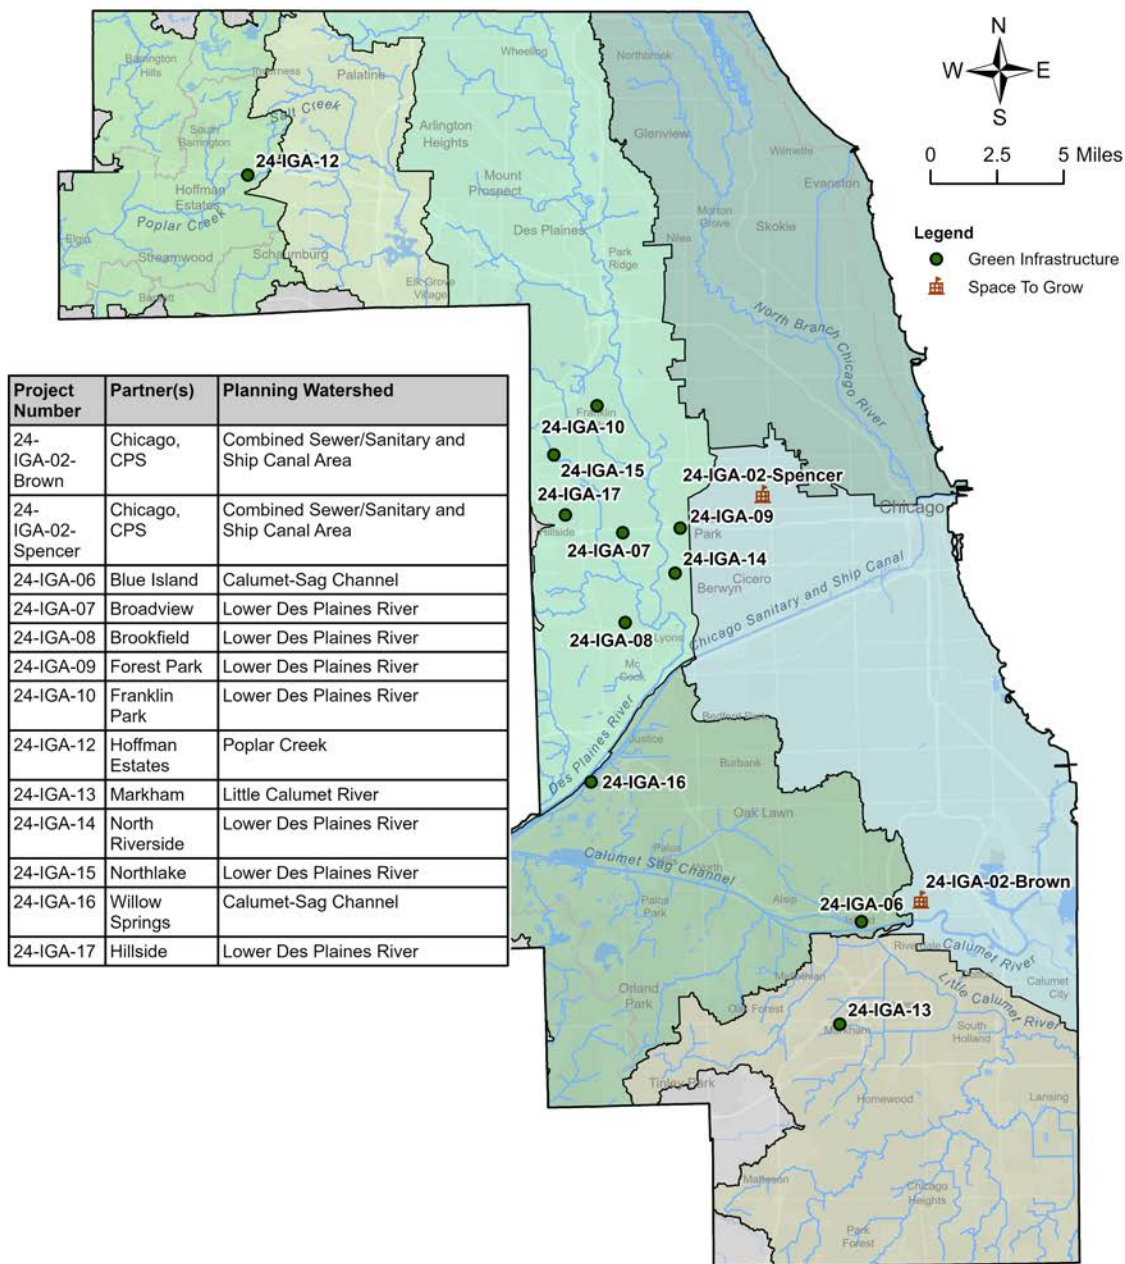 N
W E
S
0 2.5 5 Miles
Legend
Green Infrastructure
Space To Grow
Barrington
Hills
Inverness
Palatine
Wheeling
Northbrook
Salt Creek
South
Barrington
Arlington
Heights
Glenview
Wilmette
24-IGA-12
Mount
Prospect
Evanston
Hoffman
Estates
Poplar Creek
Morton
Grove
Skokie
Elgin
Streamwood
Schaumburg
Des Plaines
Niles
Park
Ridge
Elk Grove
Village
Bartlett
North Branch Chicago River
Franklin
24-IGA-10
24-IGA-15
24-IGA-17
Hillside
24-IGA-07
24-IGA-02-Spencer
Chicago
24-IGA-09
Park
24-IGA-14
Cicero
Berwyn
Chicago Sanitary and Ship Canal
24-IGA-08
Lyons
Mc
Cook
Des Plaines River
Bedford Park
Justice
Burbank
24-IGA-16
Oak Lawn
Palos
Hills
Worth
Calumet Sag Channel
Palos
Park
Alsip
24-IGA-02-Brown
24-IGA-06
Island
Riverdale
Calumet River
Calumet
City
Little Calumet River
Orland
Park
Midlothian
Oak Forest
24-IGA-13
Markham
South
Holland
Tinley Park
Homewood
Lansing
Matteson
Chicago
Heights
Park
Forest
Project
Number
Partner(s)
Planning Watershed
24-
IGA-02-
Brown
Chicago,
CPS
Combined Sewer/Sanitary and
Ship Canal Area
24-
IGA-02-
Spencer
Chicago,
CPS
Combined Sewer/Sanitary and
Ship Canal Area
24-IGA-06 Blue Island Calumet-Sag Channel
24-IGA-07 Broadview Lower Des Plaines River
24-IGA-08 Brookfield Lower Des Plaines River
24-IGA-09 Forest Park Lower Des Plaines River
24-IGA-10 Franklin
Park
Lower Des Plaines River
24-IGA-12 Hoffman
Estates
Poplar Creek
24-IGA-13 Markham Little Calumet River
24-IGA-14 North
Riverside
Lower Des Plaines River
24-IGA-15 Northlake Lower Des Plaines River
24-IGA-16 Willow
Springs
Calumet-Sag Channel
24-IGA-17 Hillside Lower Des Plaines River